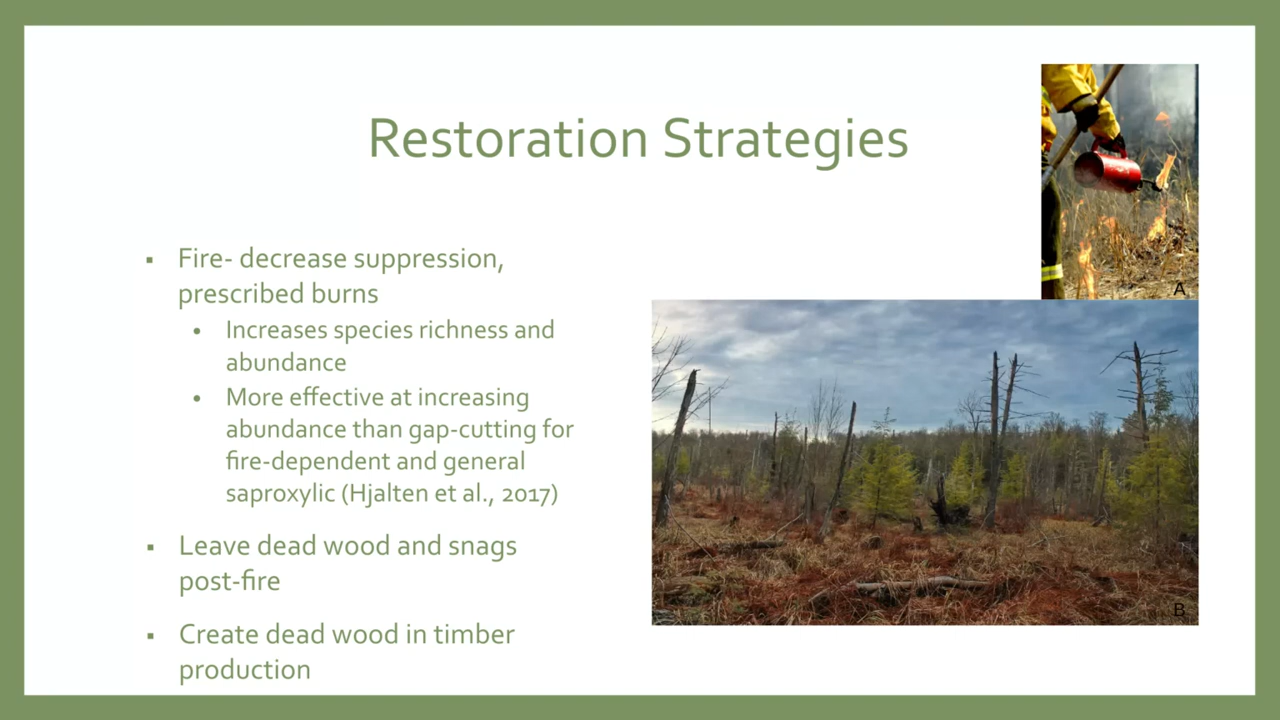 Restoration Strategies
▪ Fire- decrease suppression,
prescribed burns
• Increases species richness and
abundance
• More effective at increasing
abundance than gap-cutting for
fire-dependent and general
saproxylic (Hjalten et al., 2017)
▪ Leave dead wood and snags
post-fire
▪ Create dead wood in timber
production
A
B